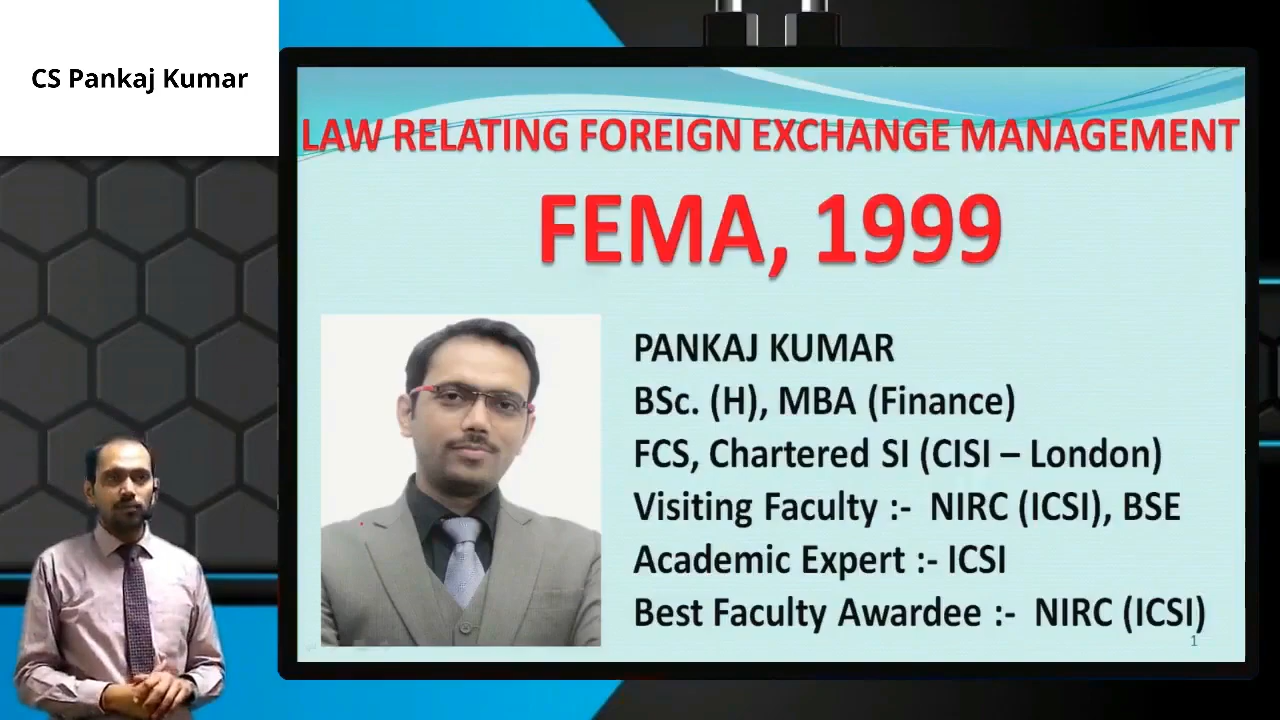 CS Pankaj Kumar
LAW RELATING FOREIGN EXCHANGE MANAGEMENT
FEMA, 1999
PANKAJ KUMAR
BSc. (H), MBA (Finance)
FCS, Chartered SI (CISI – London)
Visiting Faculty :- NIRC (ICSI), BSE
Academic Expert :- ICSI
Best Faculty Awardee :- NIRC (ICSI)
1